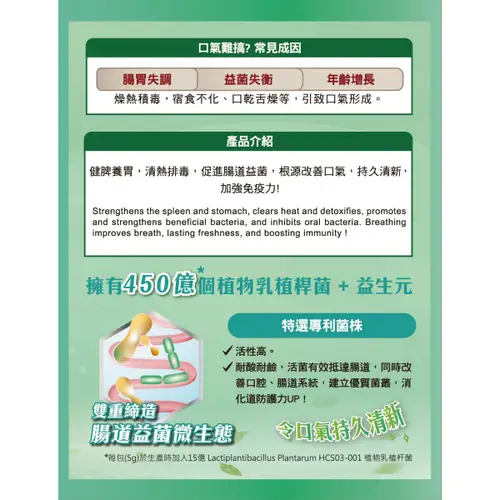 口氣難搞? 常見成因
腸胃失調
益菌失衡
年齡增長
燥熱積毒，宿食不化、口乾舌燥等，引致口氣形成。
產品介紹
健脾養胃，清熱排毒，促進腸道益菌，根源改善口氣，持久清新，
加強免疫力!
Strengthens the spleen and stomach, clears heat and detoxifies, promotes
and strengthens beneficial bacteria, and inhibits oral bacteria. Breathing
improves breath, lasting freshness, and boosting immunity !
擁有450億*個植物乳植桿菌 + 益生元
特選專利菌株
✓ 活性高。
✓ 耐酸耐鹼，活菌有效抵達腸道，同時改
善口腔、腸道系統，建立優質菌叢，消
化道防護力UP！
雙重締造
腸道益菌微生態
令口氣持久清新
*每包(5g)於生產時加入15億 Lactiplantibacillus Plantarum HCS03-001 植物乳植杆菌